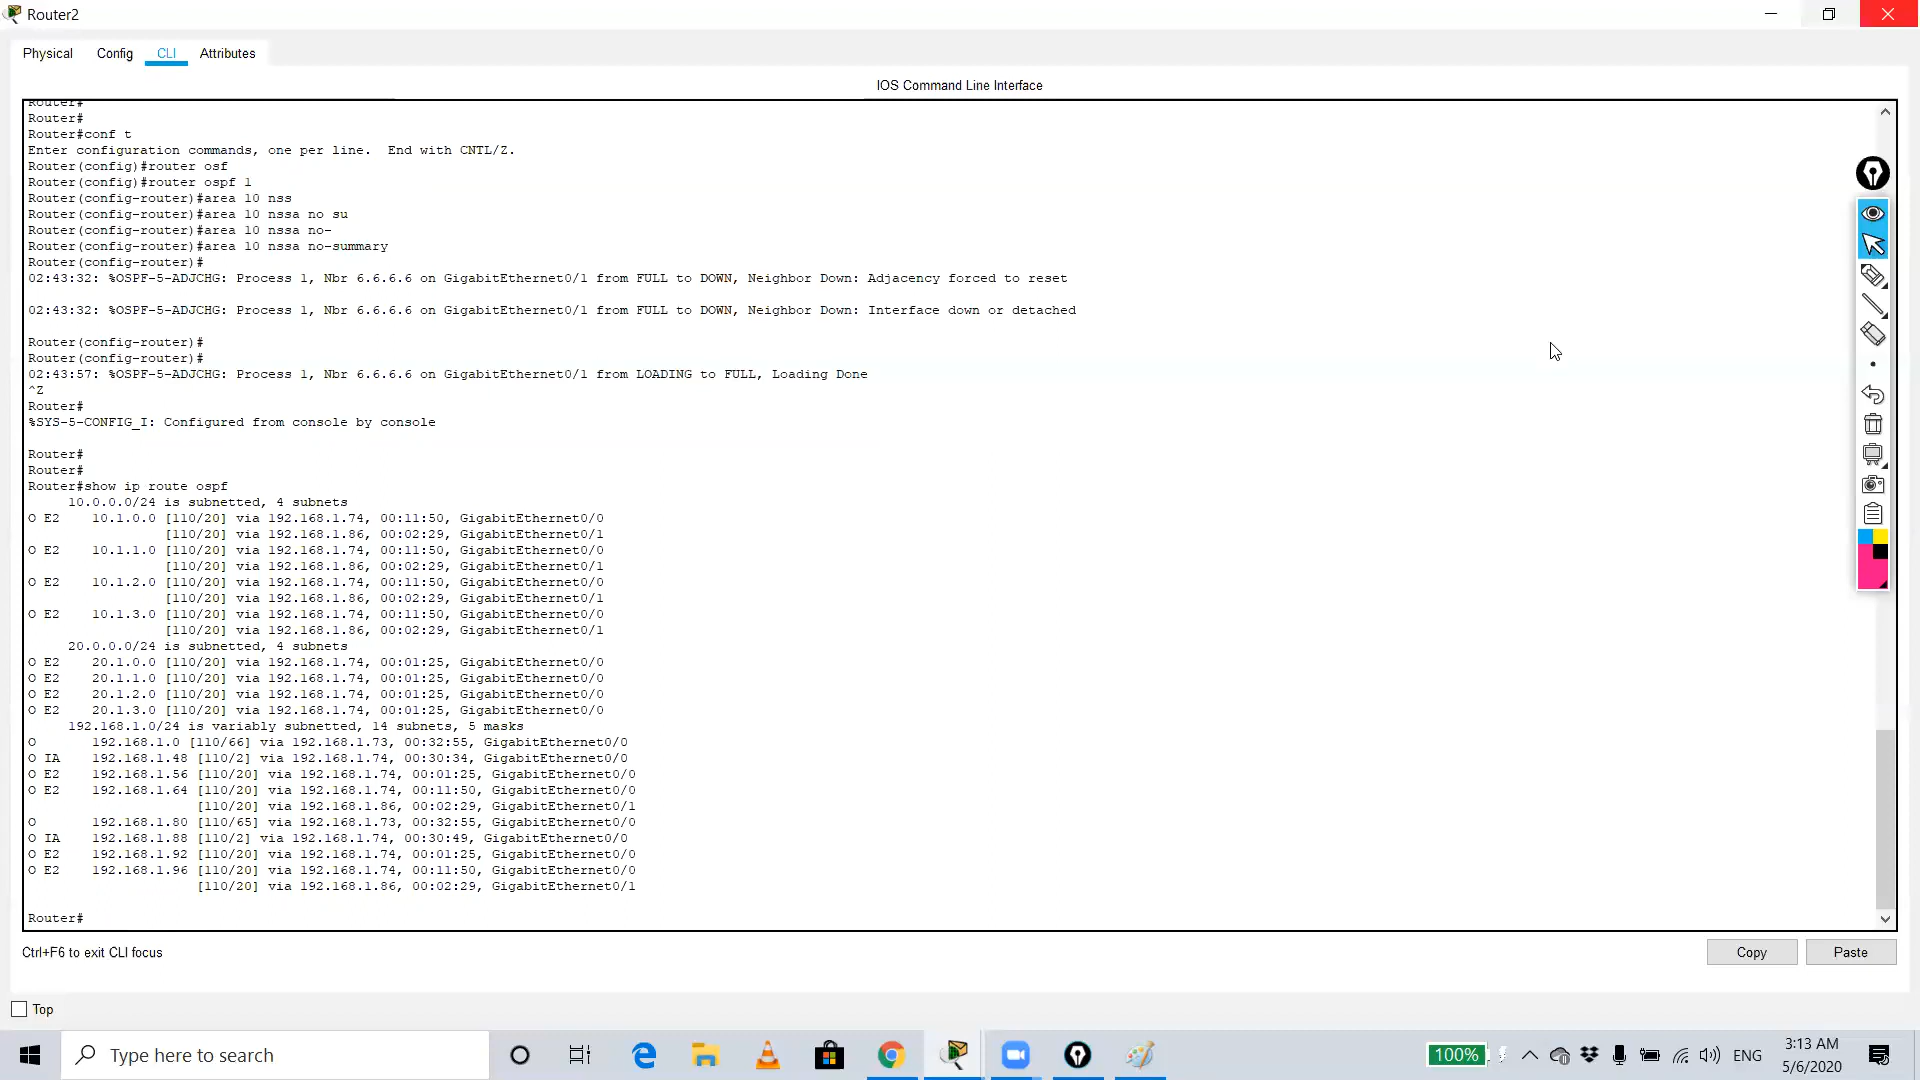 Router2
Physical Config CLI Attributes
IOS Command Line Interface
Router#
Router#
Router#conf t
Enter configuration commands, one per line.  End with CNTL/Z.
Router(config)#router osf
Router(config)#router ospf 1
Router(config-router)#area 10 nss
Router(config-router)#area 10 nssa no su
Router(config-router)#area 10 nssa no-
Router(config-router)#area 10 nssa no-summary
Router(config-router)#
02:43:32: %OSPF-5-ADJCHG: Process 1, Nbr 6.6.6.6 on GigabitEthernet0/1 from FULL to DOWN, Neighbor Down: Adjacency forced to reset
02:43:32: %OSPF-5-ADJCHG: Process 1, Nbr 6.6.6.6 on GigabitEthernet0/1 from FULL to DOWN, Neighbor Down: Interface down or detached
Router(config-router)#
Router(config-router)#
02:43:57: %OSPF-5-ADJCHG: Process 1, Nbr 6.6.6.6 on GigabitEthernet0/1 from LOADING to FULL, Loading Done
^Z
Router#
%SYS-5-CONFIG_I: Configured from console by console
Router#
Router#
Router#show ip route ospf
10.0.0.0/24 is subnetted, 4 subnets
O E2 10.1.0.0 [110/20] via 192.168.1.74, 00:11:50, GigabitEthernet0/0
[110/20] via 192.168.1.86, 00:02:29, GigabitEthernet0/1
O E2 10.1.1.0 [110/20] via 192.168.1.74, 00:11:50, GigabitEthernet0/0
[110/20] via 192.168.1.86, 00:02:29, GigabitEthernet0/1
O E2 10.1.2.0 [110/20] via 192.168.1.74, 00:11:50, GigabitEthernet0/0
[110/20] via 192.168.1.86, 00:02:29, GigabitEthernet0/1
O E2 10.1.3.0 [110/20] via 192.168.1.74, 00:11:50, GigabitEthernet0/0
[110/20] via 192.168.1.86, 00:02:29, GigabitEthernet0/1
20.0.0.0/24 is subnetted, 4 subnets
O E2 20.1.0.0 [110/20] via 192.168.1.74, 00:01:25, GigabitEthernet0/0
O E2 20.1.1.0 [110/20] via 192.168.1.74, 00:01:25, GigabitEthernet0/0
O E2 20.1.2.0 [110/20] via 192.168.1.74, 00:01:25, GigabitEthernet0/0
O E2 20.1.3.0 [110/20] via 192.168.1.74, 00:01:25, GigabitEthernet0/0
192.168.1.0/24 is variably subnetted, 14 subnets, 5 masks
O 192.168.1.0 [110/66] via 192.168.1.73, 00:32:55, GigabitEthernet0/0
O IA 192.168.1.48 [110/2] via 192.168.1.74, 00:30:34, GigabitEthernet0/0
O E2 192.168.1.56 [110/20] via 192.168.1.74, 00:01:25, GigabitEthernet0/0
O E2 192.168.1.64 [110/20] via 192.168.1.74, 00:11:50, GigabitEthernet0/0
[110/20] via 192.168.1.86, 00:02:29, GigabitEthernet0/1
O 192.168.1.80 [110/65] via 192.168.1.73, 00:32:55, GigabitEthernet0/0
O IA 192.168.1.88 [110/2] via 192.168.1.74, 00:30:49, GigabitEthernet0/0
O E2 192.168.1.92 [110/20] via 192.168.1.74, 00:01:25, GigabitEthernet0/0
O E2 192.168.1.96 [110/20] via 192.168.1.74, 00:11:50, GigabitEthernet0/0
[110/20] via 192.168.1.86, 00:02:29, GigabitEthernet0/1
Router#
Ctrl+F6 to exit CLI focus
Copy Paste
Top
Type here to search
100% ENG 3:13 AM
5/6/2020